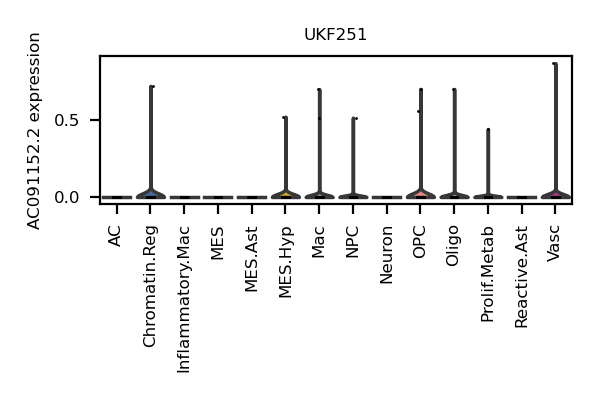 UKF251
AC091152.2 expression
0.5
0.0
AC
Chromatin.Reg
Inflammatory.Mac
MES
MES.Ast
MES.Hyp
Mac
NPC
Neuron
OPC
Oligo
Prolif.Metab
Reactive.Ast
Vasc